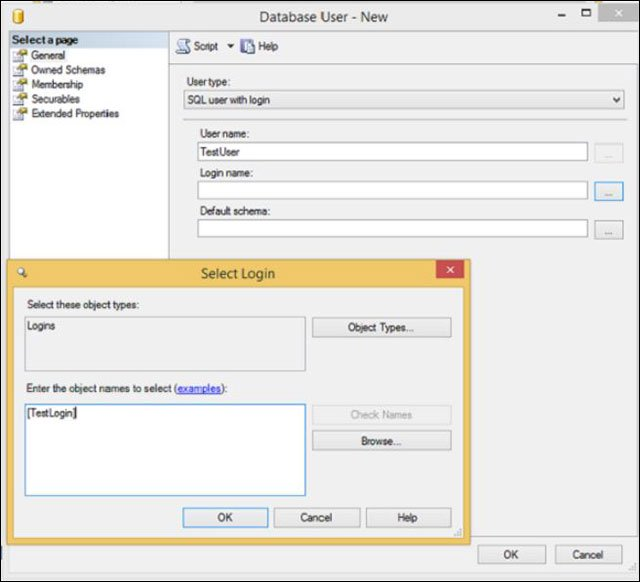 Database User - New
Select a page
General
Owned Schemas
Membership
Securables
Extended Properties
Script
Help
User type:
SQL user with login
User name:
TestUser
...
Login name:
...
Default schema:
...
Select Login
Select these object types:
Logins
Object Types...
Enter the object names to select (examples):
[TestLogin]
Check Names
Browse...
OK
Cancel
Help
OK
Cancel